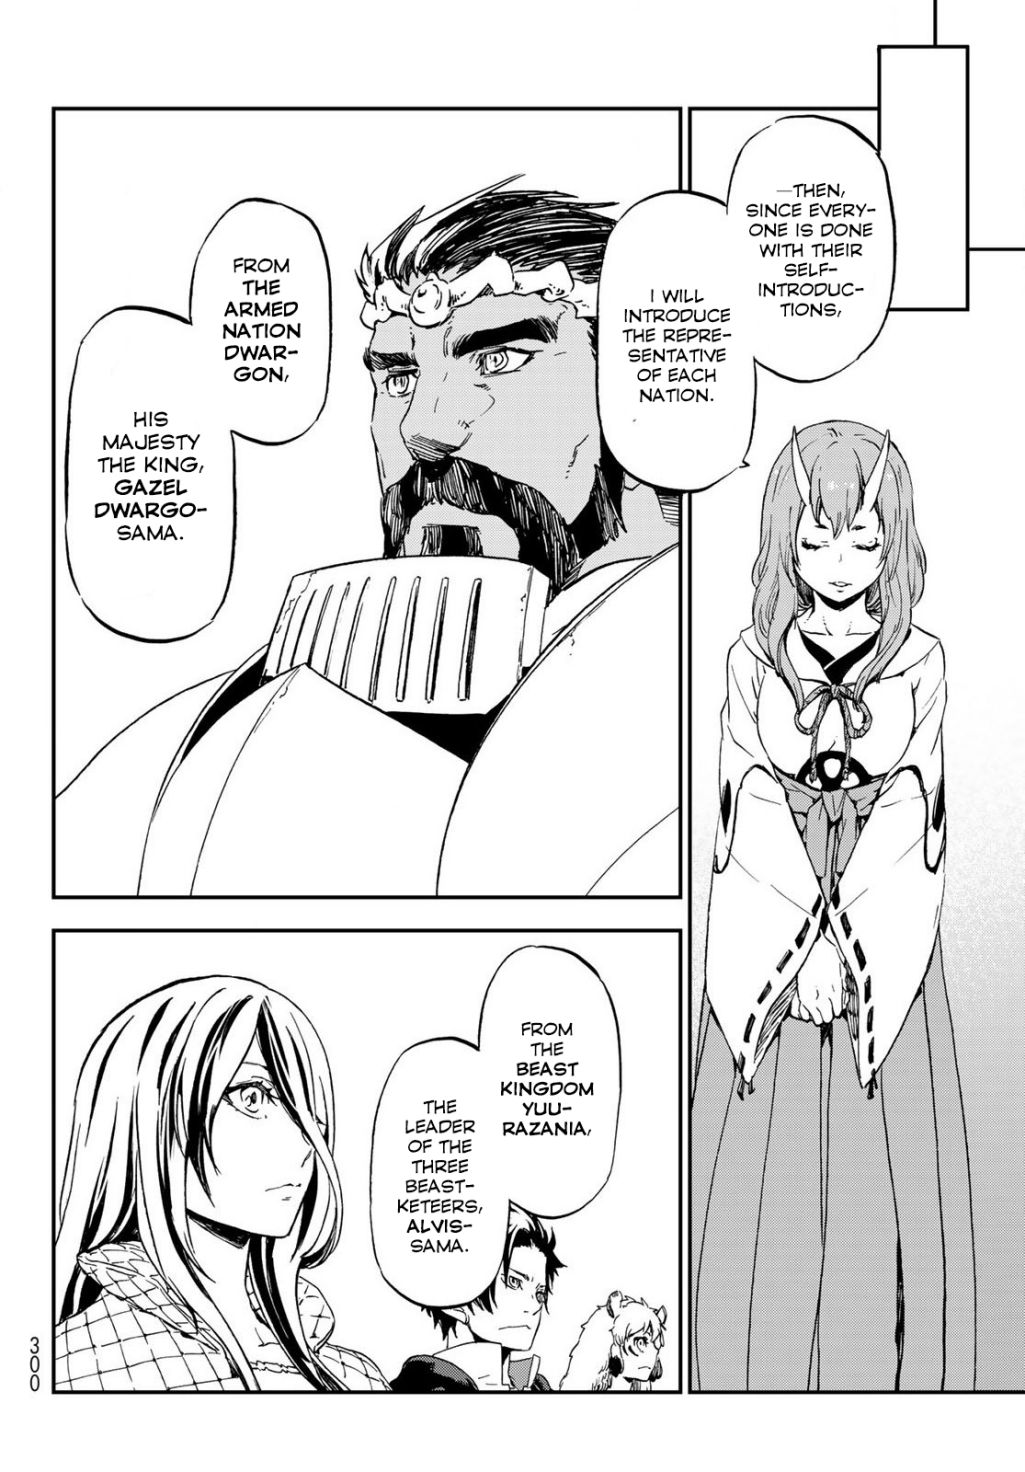 —THEN,
SINCE EVERY-
ONE IS DONE
WITH THEIR
SELF-
INTRODUC-
TIONS,
I WILL
INTRODUCE
THE REPRE-
SENTATIVE
OF EACH
NATION.
FROM
THE
ARMED
NATION
DWAR-
GON,
HIS
MAJESTY
THE KING,
GAZEL
DWARGO-
SAMA.
FROM
THE
BEAST
KINGDOM
YUU-
RAZANIA,
THE
LEADER
OF THE
THREE
BEAST-
KETEERS,
ALVIS-
SAMA.
300